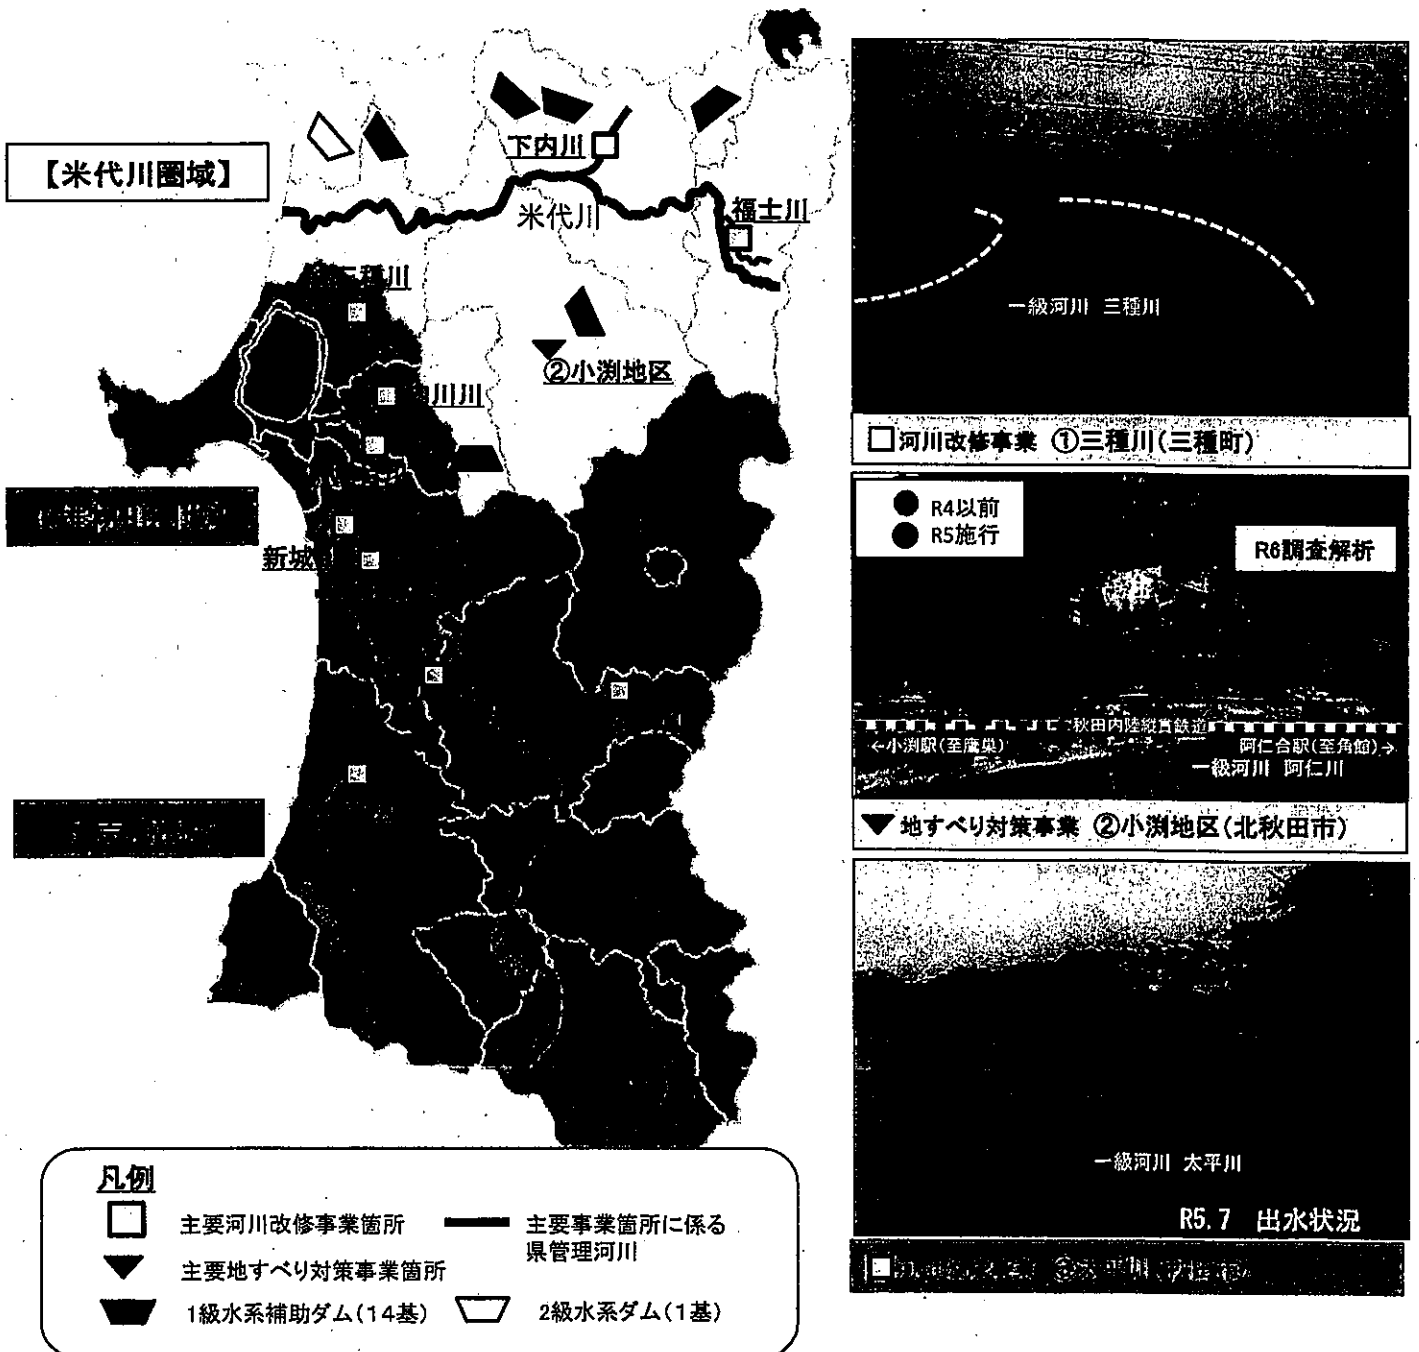 【米代川圏域】
下内川
米代川
福士川
三種川
②小渕地区
川川
新城
一級河川 三種川
河川改修事業 ①三種川(三種町)
R4以前
R5施行
R6調査解析
秋田内陸縦貫鉄道
←小渕駅(至鷹巣)
阿仁合駅(至角館)→
一級河川 阿仁川
地すべり対策事業 ②小渕地区(北秋田市)
一級河川 太平川
R5.7 出水状況
凡例
主要河川改修事業箇所
主要事業箇所に係る
県管理河川
主要地すべり対策事業箇所
1級水系補助ダム(14基)
2級水系ダム(1基)